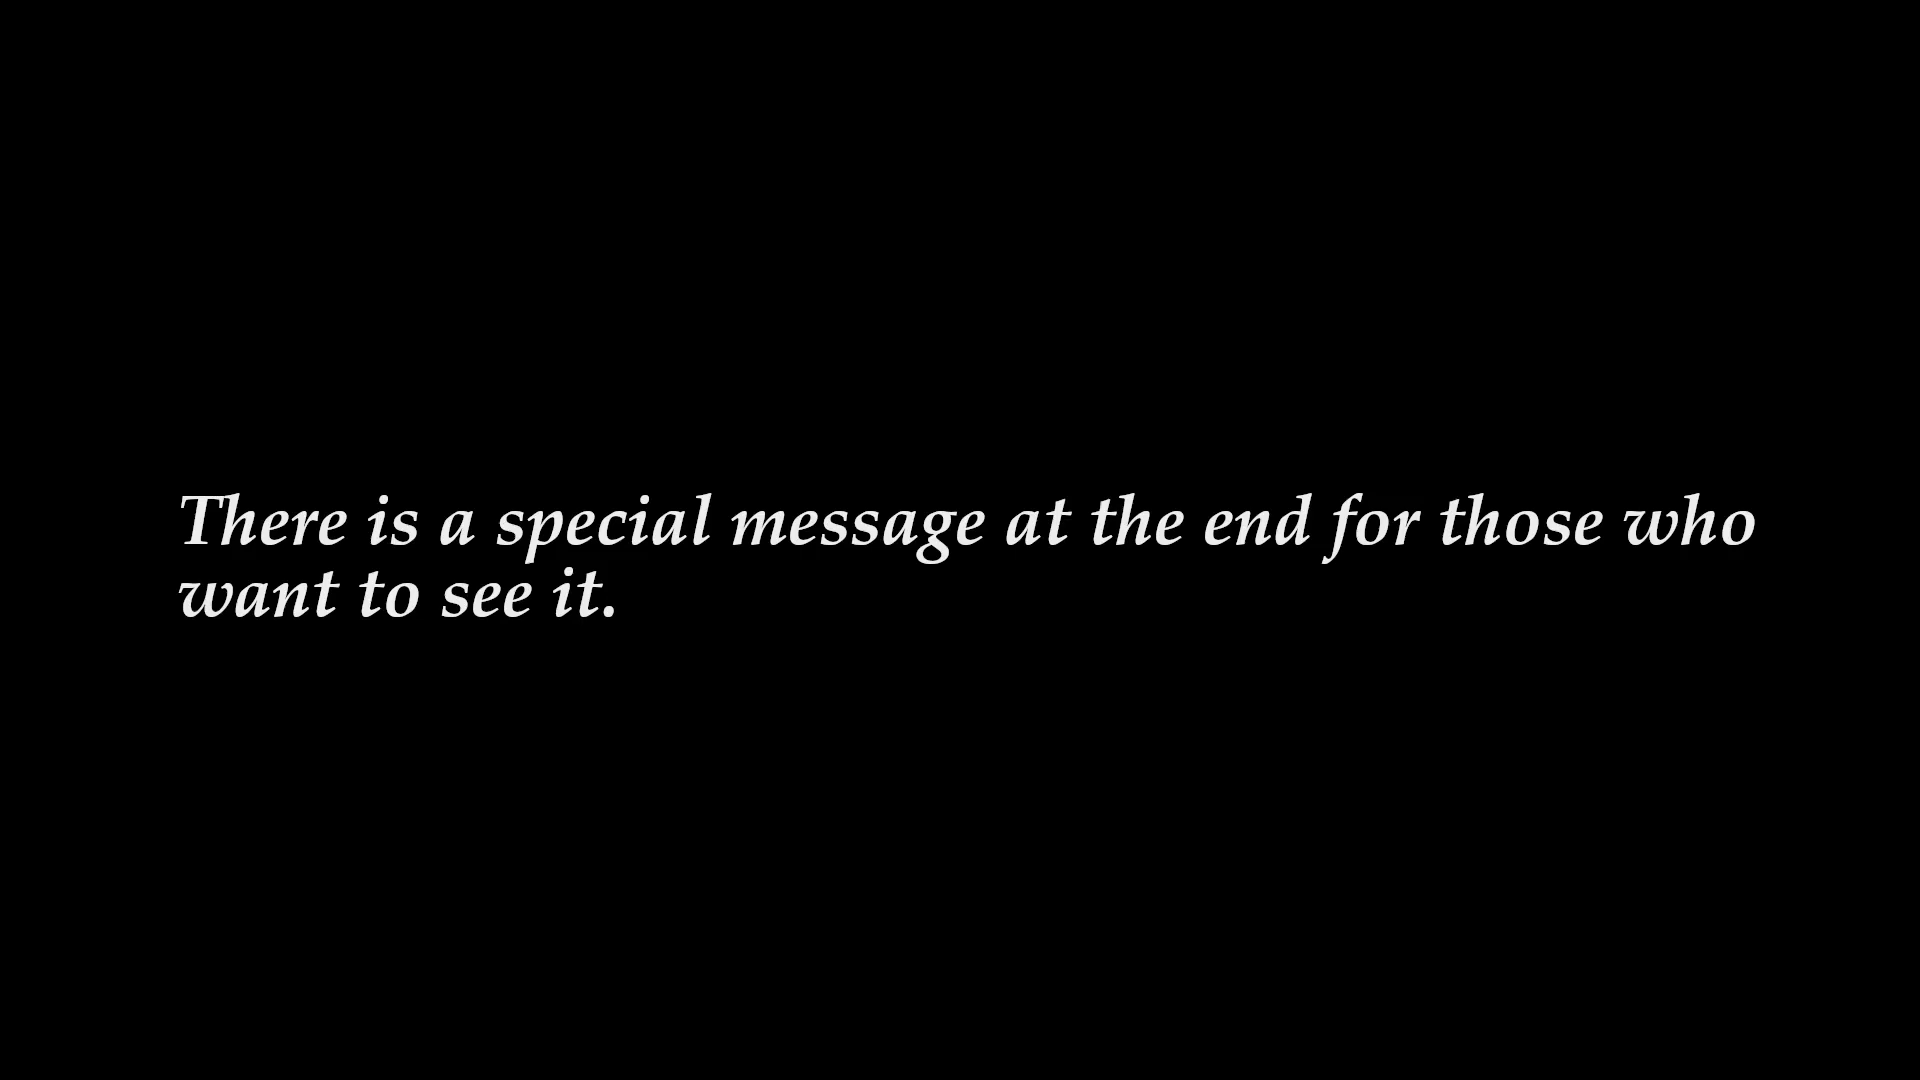 There is a special message at the end for those who
want to see it.